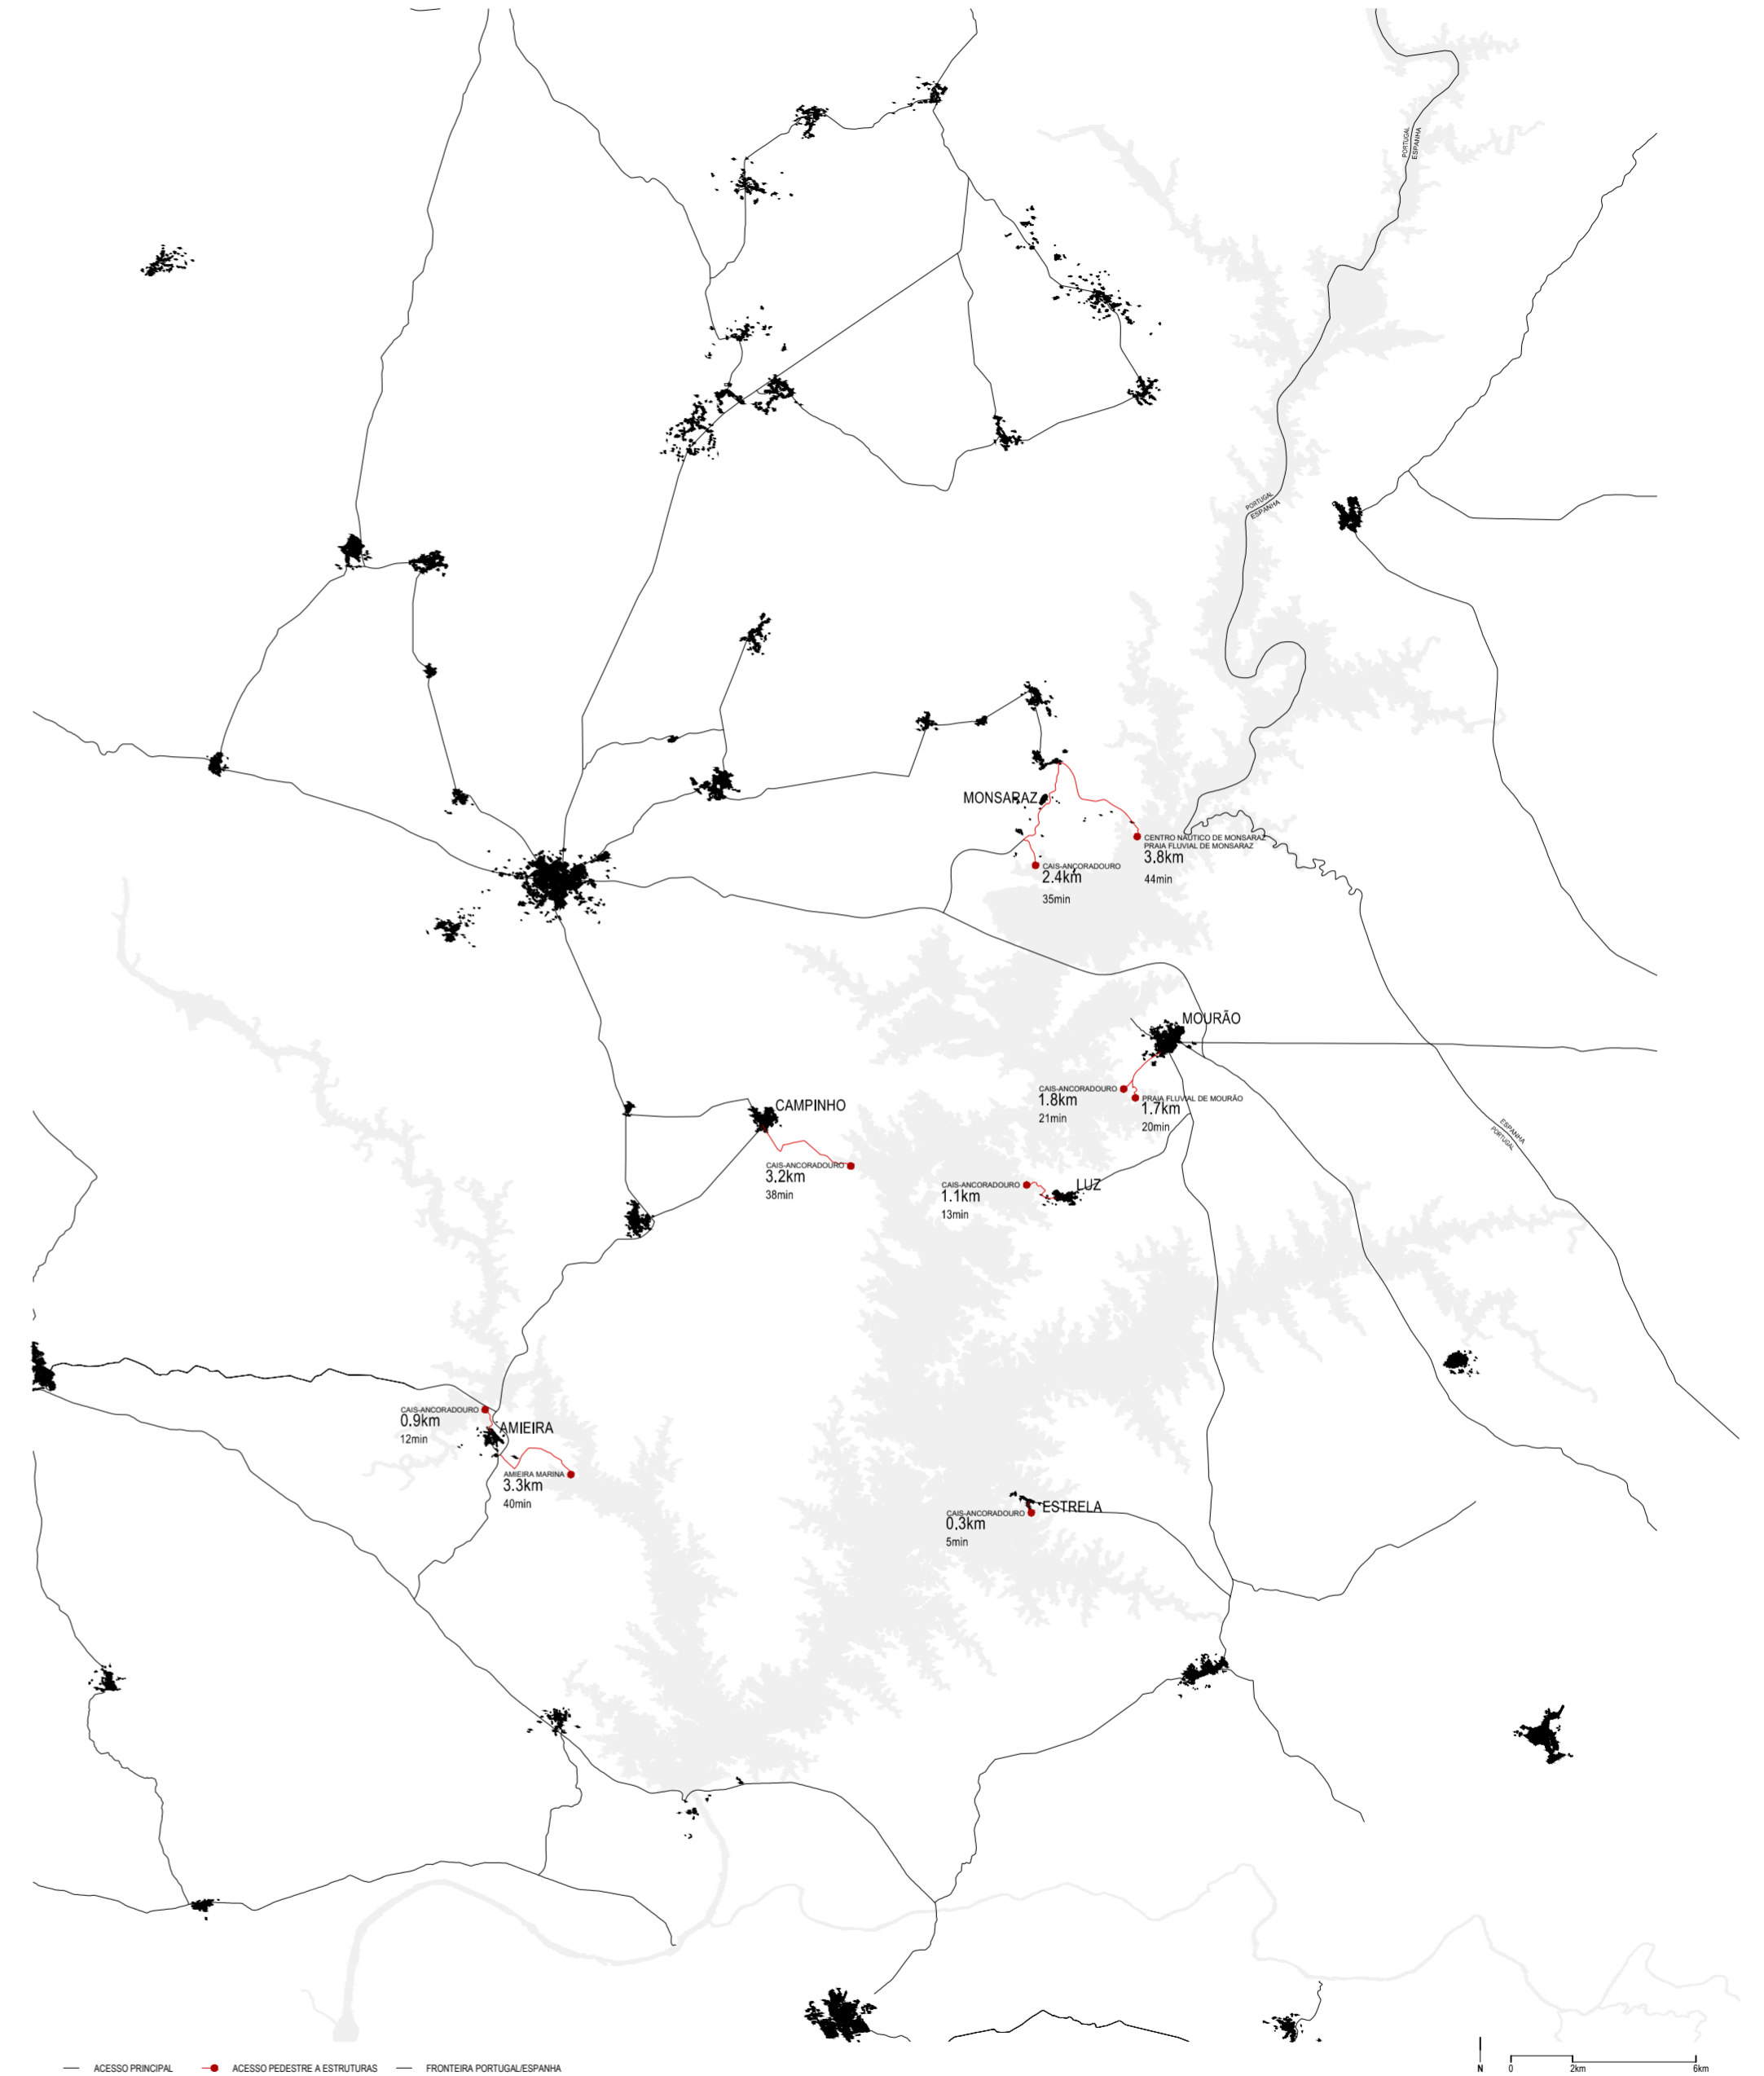 PORTUGAL
ESPANHA
PORTUGAL
ESPANHA
MONSARAZ
CENTRO NÁUTICO DE MONSARAZ
PRAIA FLUVIAL DE MONSARAZ
3.8km
44min
CAIS-ANCORADOURO
2.4km
35min
MOURÃO
CAIS-ANCORADOURO
1.8km
21min
PRAIA FLUVIAL DE MOURÃO
1.7km
20min
CAMPINHO
CAIS-ANCORADOURO
3.2km
38min
ESPANHA
PORTUGAL
LUZ
CAIS-ANCORADOURO
1.1km
13min
CAIS-ANCORADOURO
0.9km
12min
AMIEIRA
AMIEIRA MARINA
3.3km
40min
ESTRELA
CAIS-ANCORADOURO
0.3km
5min
ACESSO PRINCIPAL
ACESSO PEDESTRE A ESTRUTURAS
FRONTEIRA PORTUGAL/ESPANHA
N
0 2km 6km